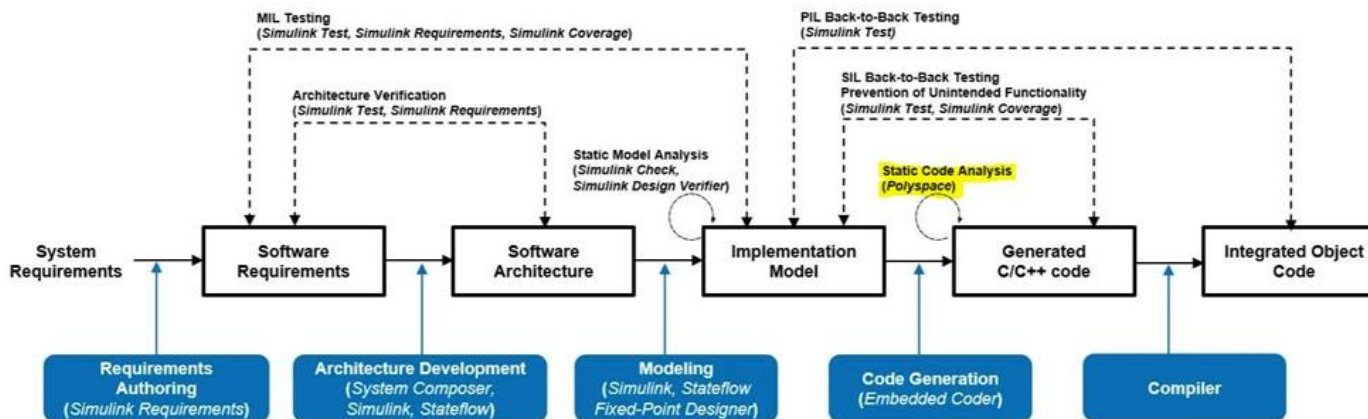 MIL Testing
(Simulink Test, Simulink Requirements, Simulink Coverage)
PIL Back-to-Back Testing
(Simulink Test)
Architecture Verification
(Simulink Test, Simulink Requirements)
SIL Back-to-Back Testing
Prevention of Unintended Functionality
(Simulink Test, Simulink Coverage)
Static Model Analysis
(Simulink Check,
Simulink Design Verifier)
Static Code Analysis
(Polyspace)
System
Requirements
Software
Requirements
Software
Architecture
Implementation
Model
Generated
C/C++ code
Integrated Object
Code
Requirements
Authoring
(Simulink Requirements)
Architecture Development
(System Composer,
Simulink, Stateflow)
Modeling
(Simulink, Stateflow
Fixed-Point Designer)
Code Generation
(Embedded Coder)
Compiler